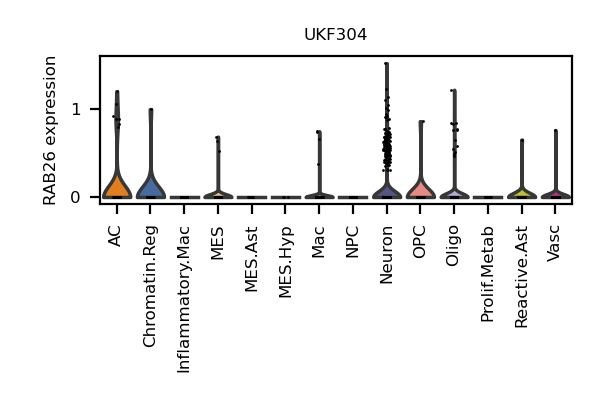 UKF304
RAB26 expression
1
0
AC
Chromatin.Reg
Inflammatory.Mac
MES
MES.Ast
MES.Hyp
Mac
NPC
Neuron
OPC
Oligo
Prolif.Metab
Reactive.Ast
Vasc